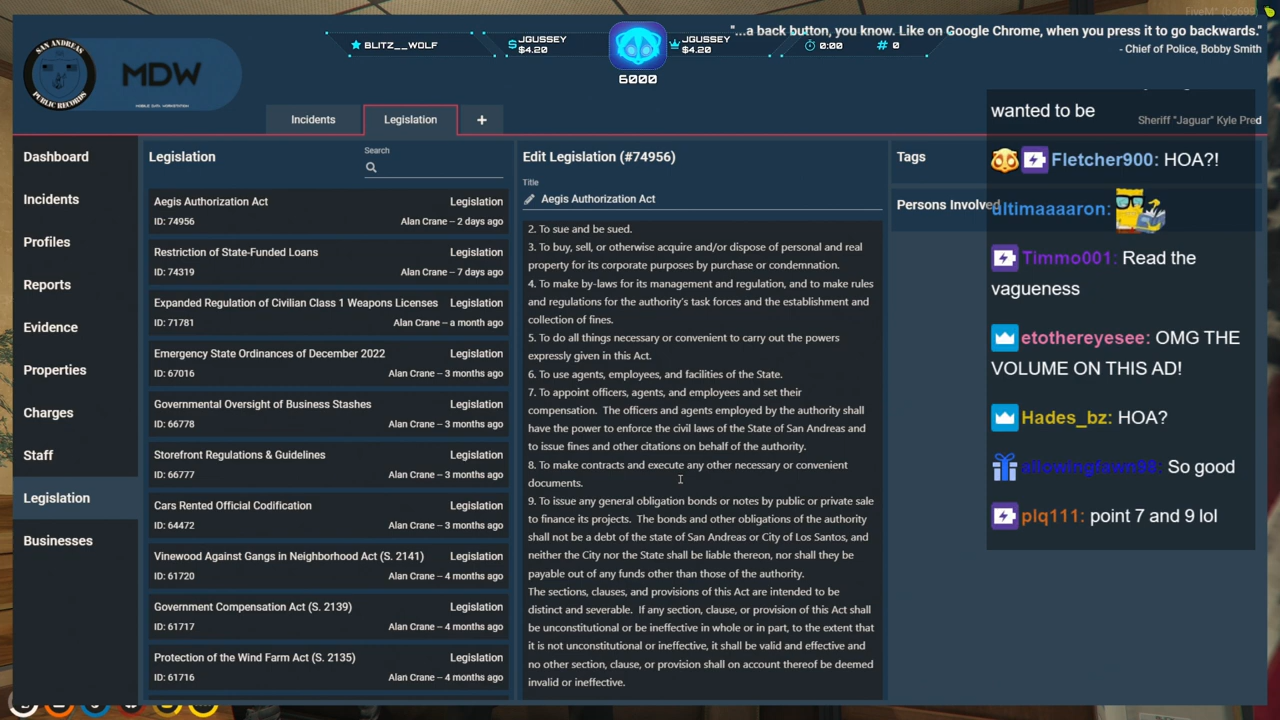 FiveM® (b2699)
"...a back button, you know. Like on Google Chrome, when you press it to go backwards."
- Chief of Police, Bobby Smith
BLITZ__WOLF
JGUSSEY
$4.20
6000
JGUSSEY
$4.20
0:00
# 0
SAN ANDREAS
PUBLIC RECORDS
MDW
MOBILE DATA WORKSTATION
Incidents
Legislation
+
Sheriff "Jaguar" Kyle Pred
Dashboard
Incidents
Profiles
Reports
Evidence
Properties
Charges
Staff
Legislation
Businesses
Legislation
Search
Aegis Authorization Act Legislation
ID: 74956 Alan Crane – 2 days ago
Restriction of State-Funded Loans Legislation
ID: 74319 Alan Crane – 7 days ago
Expanded Regulation of Civilian Class 1 Weapons Licenses Legislation
ID: 71781 Alan Crane – a month ago
Emergency State Ordinances of December 2022 Legislation
ID: 67016 Alan Crane – 3 months ago
Governmental Oversight of Business Stashes Legislation
ID: 66778 Alan Crane – 3 months ago
Storefront Regulations & Guidelines Legislation
ID: 66777 Alan Crane – 3 months ago
Cars Rented Official Codification Legislation
ID: 64472 Alan Crane – 3 months ago
Vinewood Against Gangs in Neighborhood Act (S. 2141) Legislation
ID: 61720 Alan Crane – 4 months ago
Government Compensation Act (S. 2139) Legislation
ID: 61717 Alan Crane – 4 months ago
Protection of the Wind Farm Act (S. 2135) Legislation
ID: 61716 Alan Crane – 4 months ago
Edit Legislation (#74956)
Title
Aegis Authorization Act
2. To sue and be sued.
3. To buy, sell, or otherwise acquire and/or dispose of personal and real
property for its corporate purposes by purchase or condemnation.
4. To make by-laws for its management and regulation, and to make rules
and regulations for the authority's task forces and the establishment and
collection of fines.
5. To do all things necessary or convenient to carry out the powers
expressly given in this Act.
6. To use agents, employees, and facilities of the State.
7. To appoint officers, agents, and employees and set their
compensation. The officers and agents employed by the authority shall
have the power to enforce the civil laws of the State of San Andreas and
to issue fines and other citations on behalf of the authority.
8. To make contracts and execute any other necessary or convenient
documents.
9. To issue any general obligation bonds or notes by public or private sale
to finance its projects. The bonds and other obligations of the authority
shall not be a debt of the state of San Andreas or City of Los Santos, and
neither the City nor the State shall be liable thereon, nor shall they be
payable out of any funds other than those of the authority.
The sections, clauses, and provisions of this Act are intended to be
distinct and severable. If any section, clause, or provision of this Act shall
be unconstitutional or be ineffective in whole or in part, to the extent that
it is not unconstitutional or ineffective, it shall be valid and effective and
no other section, clause, or provision shall on account thereof be deemed
invalid or ineffective.
Tags
Persons Involved
wanted to be
Fletcher900: HOA?!
ultimaaaaron:
Timmo001: Read the
vagueness
etothereyesee: OMG THE
VOLUME ON THIS AD!
Hades_bz: HOA?
So good
plq111: point 7 and 9 lol